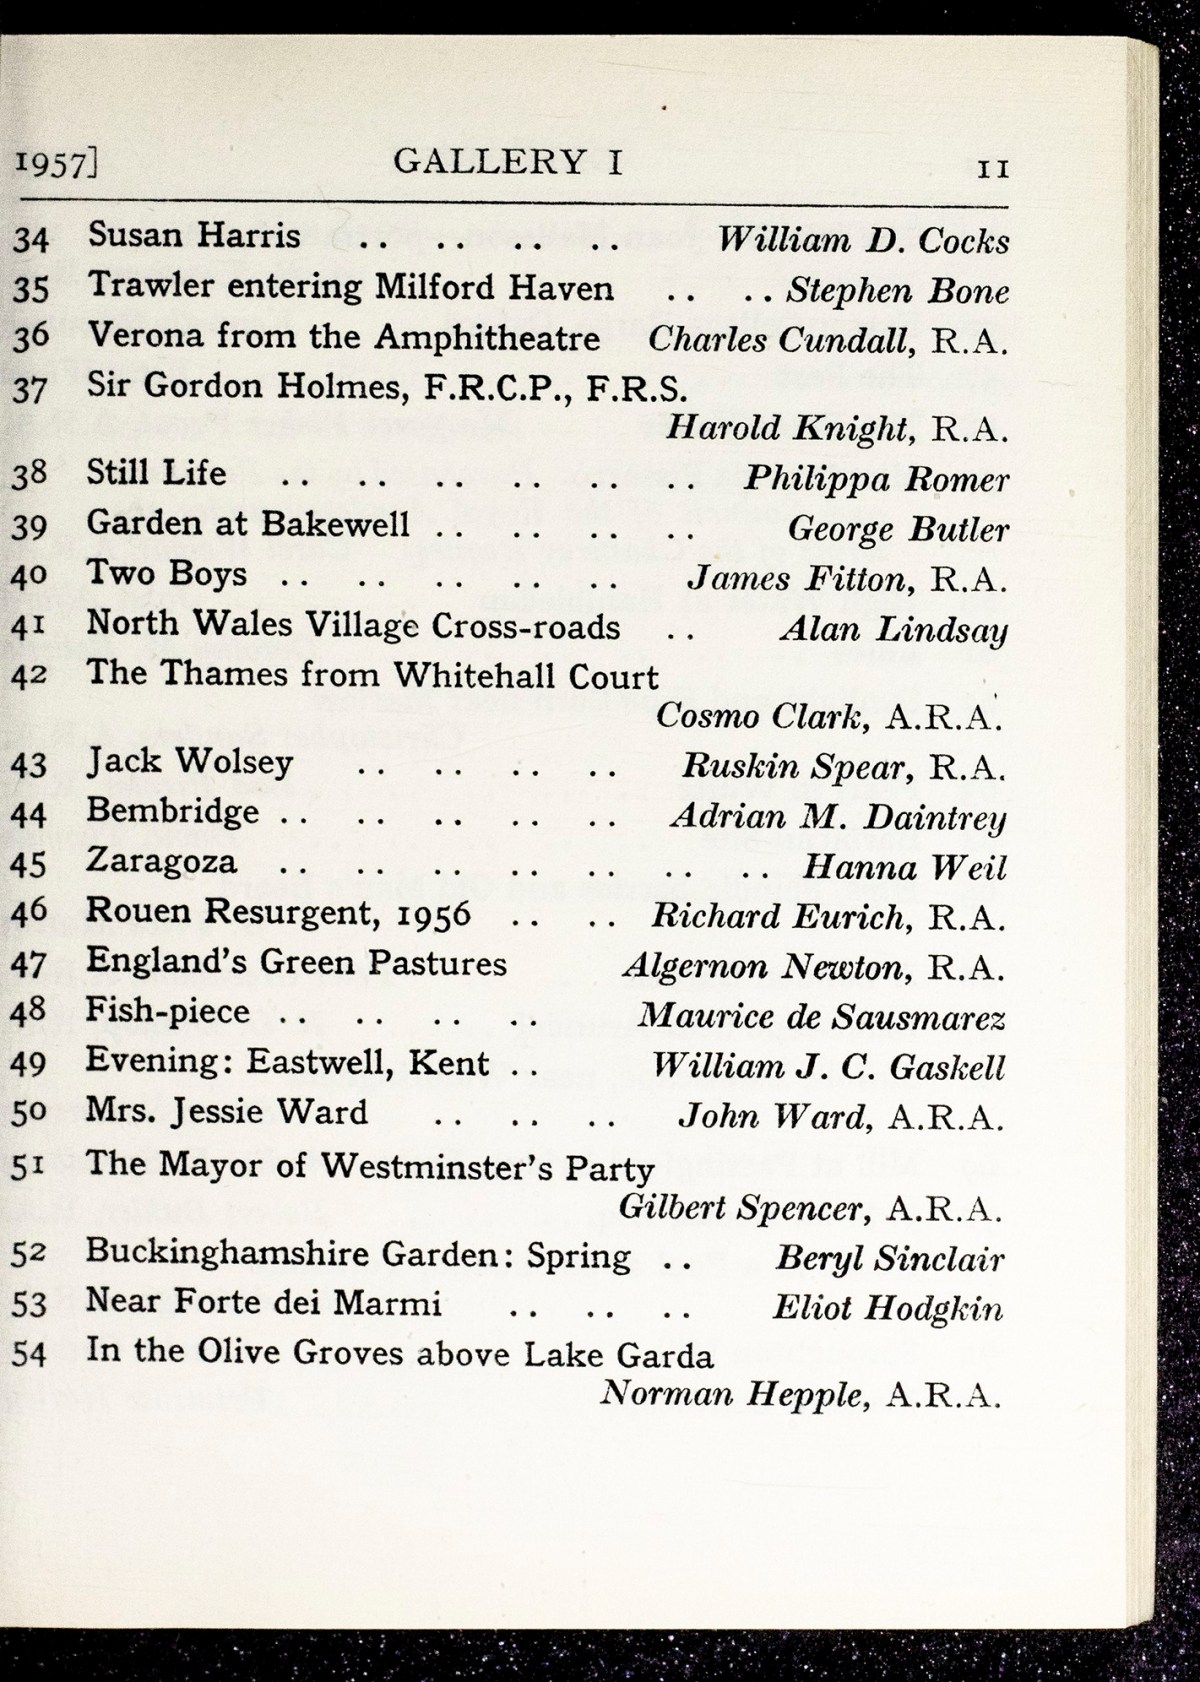 1957] GALLERY I 11
34 Susan Harris .. .. .. .. William D. Cocks
35 Trawler entering Milford Haven .. .. Stephen Bone
36 Verona from the Amphitheatre Charles Cundall, R.A.
37 Sir Gordon Holmes, F.R.C.P., F.R.S.
Harold Knight, R.A.
38 Still Life .. .. .. .. .. .. Philippa Romer
39 Garden at Bakewell .. .. .. .. George Butler
40 Two Boys .. .. .. .. .. James Fitton, R.A.
41 North Wales Village Cross-roads .. Alan Lindsay
42 The Thames from Whitehall Court
Cosmo Clark, A.R.A.
43 Jack Wolsey .. .. .. .. Ruskin Spear, R.A.
44 Bembridge .. .. .. .. .. Adrian M. Daintrey
45 Zaragoza .. .. .. .. .. .. .. Hanna Weil
46 Rouen Resurgent, 1956 .. .. Richard Eurich, R.A.
47 England's Green Pastures Algernon Newton, R.A.
48 Fish-piece .. .. .. .. Maurice de Sausmarez
49 Evening: Eastwell, Kent .. William J. C. Gaskell
50 Mrs. Jessie Ward .. .. .. John Ward, A.R.A.
51 The Mayor of Westminster's Party
Gilbert Spencer, A.R.A.
52 Buckinghamshire Garden: Spring .. Beryl Sinclair
53 Near Forte dei Marmi .. .. .. Eliot Hodgkin
54 In the Olive Groves above Lake Garda
Norman Hepple, A.R.A.